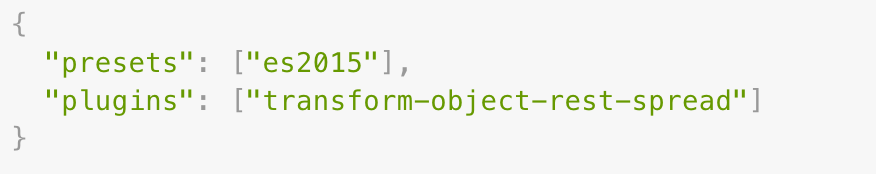 {
  "presets": ["es2015"],
  "plugins": ["transform-object-rest-spread"]
}